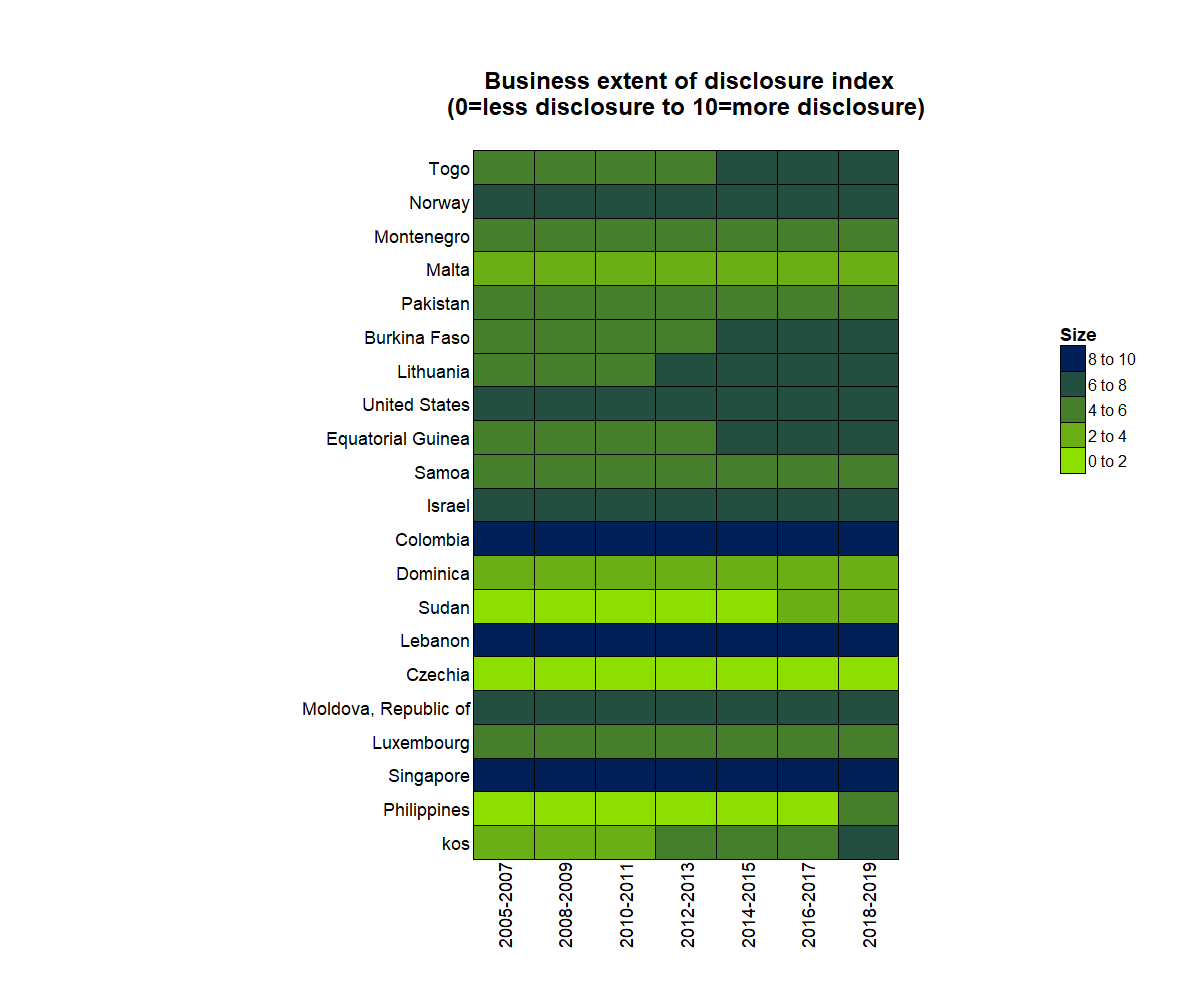 Business extent of disclosure index
(0=less disclosure to 10=more disclosure)
Togo
Norway
Montenegro
Malta
Pakistan
Burkina Faso
Lithuania
United States
Equatorial Guinea
Samoa
Israel
Colombia
Dominica
Sudan
Lebanon
Czechia
Moldova, Republic of
Luxembourg
Singapore
Philippines
kos
2005-2007
2008-2009
2010-2011
2012-2013
2014-2015
2016-2017
2018-2019
Size
8 to 10
6 to 8
4 to 6
2 to 4
0 to 2